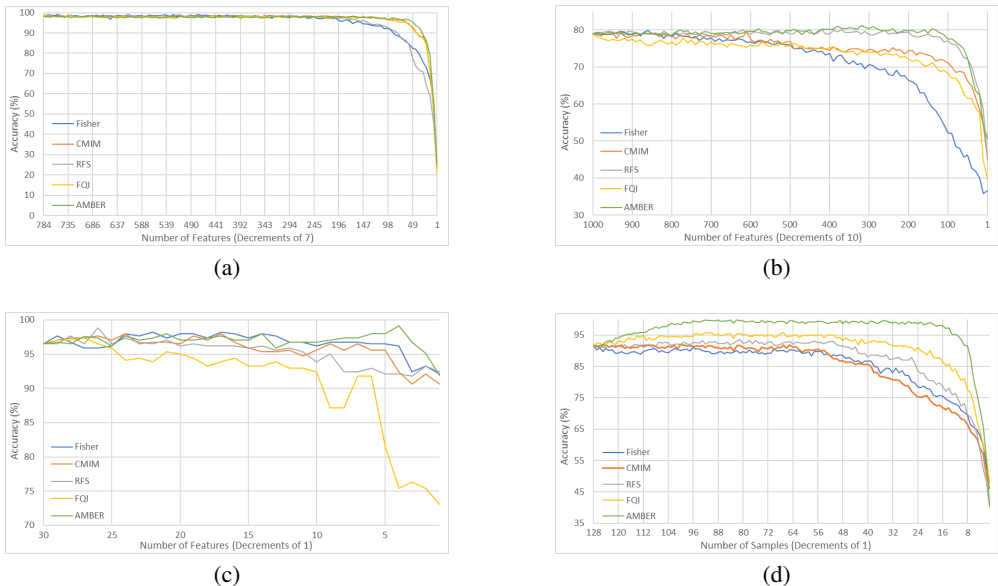 100
90
80
70
60
50
40
30
20
10
0
Accuracy (%)
Fisher
CMIM
RFS
FQI
AMBER
784 735 686 637 588 539 490 441 392 343 294 245 196 147 98 49 1
Number of Features (Decrements of 7)
(a)
80
70
60
50
40
30
Accuracy (%)
Fisher
CMIM
RFS
FQI
AMBER
1000 900 800 700 600 500 400 300 200 100 1
Number of Features (Decrements of 10)
(b)
100
95
90
85
80
75
70
Accuracy (%)
Fisher
CMIM
RFS
FQI
AMBER
30 25 20 15 10 5
Number of Features (Decrements of 1)
(c)
95
85
75
65
55
45
35
Accuracy (%)
Fisher
CMIM
RFS
FQI
AMBER
128 120 112 104 96 88 80 72 64 56 48 40 32 24 16 8
Number of Samples (Decrements of 1)
(d)